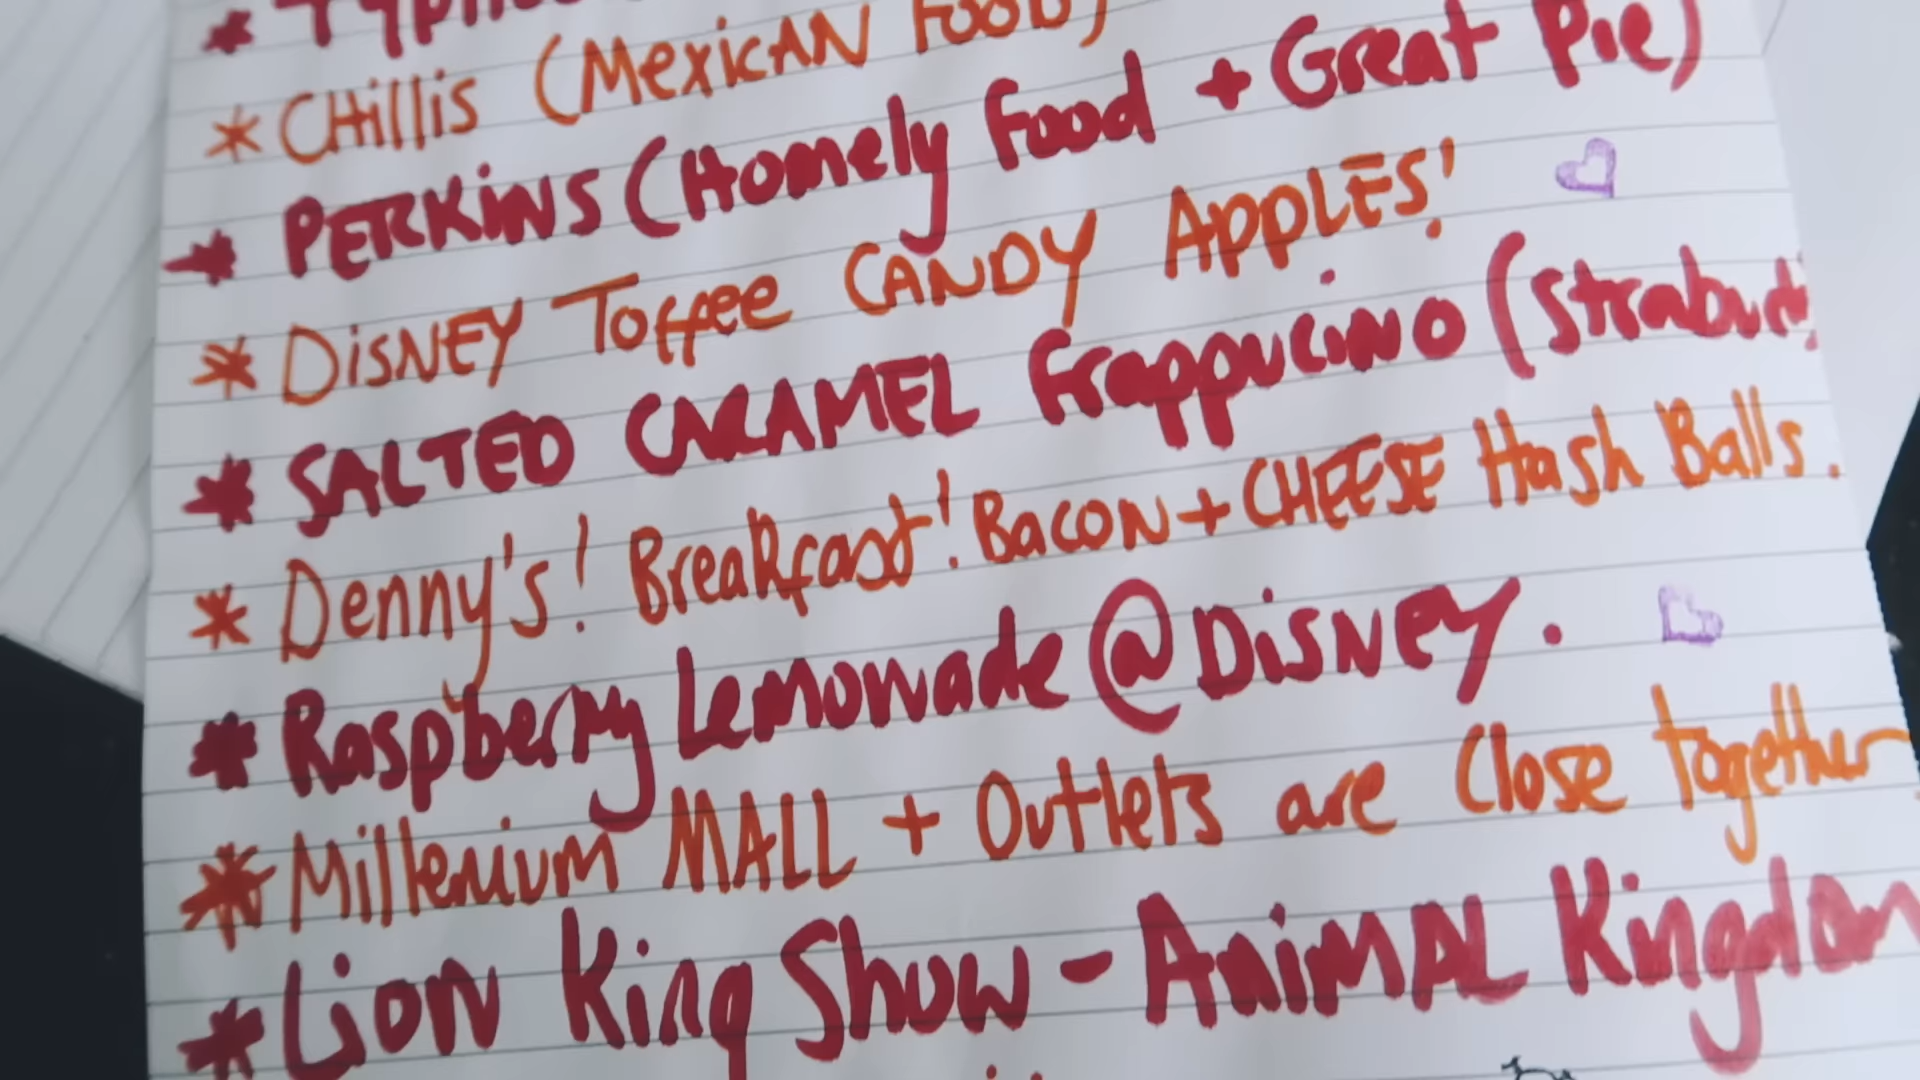 * CHillis (MexicAN Food)
* PERKiNS (Homely Food + Great Pie)
* DiSNEY Toffee CANDY APPLES!
* SALTED CARAMEL Frappucino (Strabucks
* Denny's! Breakfast! BACON + CHEESE Hash Balls.
* Raspberry Lemonade @ DiSNEY.
* Millenium MALL + Outlets are Close together
* Lion King Show - ANiMAL Kingdom